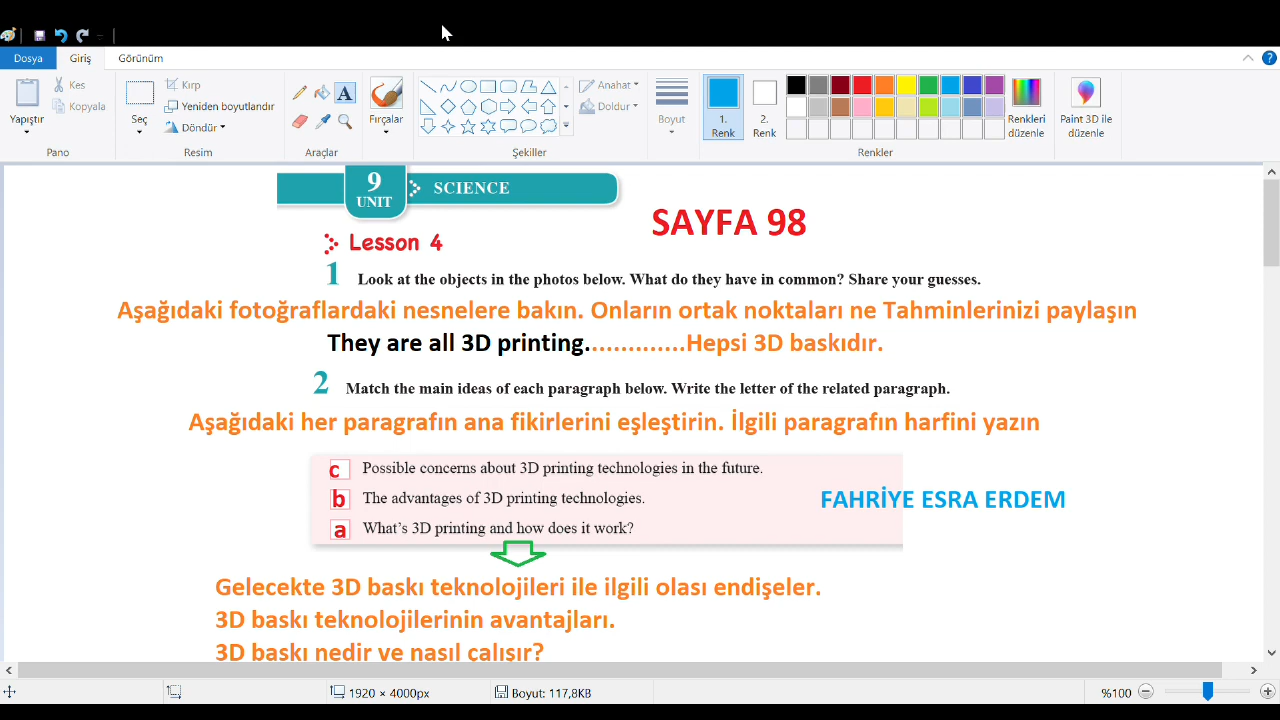 Dosya Giriş Görünüm
Yapıştır
Kes
Kopyala
Pano
Seç
Kırp
Yeniden boyutlandır
Döndür
Resim
A
Araçlar
Fırçalar
Şekiller
Anahat
Doldur
Boyut
1. Renk
2. Renk
Renkler
Renkleri düzenle
Paint 3D ile düzenle
9 UNIT SCIENCE
SAYFA 98
Lesson 4
1 Look at the objects in the photos below. What do they have in common? Share your guesses.
Aşağıdaki fotoğraflardaki nesnelere bakın. Onların ortak noktaları ne Tahminlerinizi paylaşın
They are all 3D printing.............Hepsi 3D baskıdır.
2 Match the main ideas of each paragraph below. Write the letter of the related paragraph.
Aşağıdaki her paragrafın ana fikirlerini eşleştirin. İlgili paragrafın harfini yazın
c Possible concerns about 3D printing technologies in the future.
b The advantages of 3D printing technologies.
FAHRİYE ESRA ERDEM
a What's 3D printing and how does it work?
Gelecekte 3D baskı teknolojileri ile ilgili olası endişeler.
3D baskı teknolojilerinin avantajları.
3D baskı nedir ve nasıl çalışır?
1920 × 4000px
Boyut: 117,8KB
%100